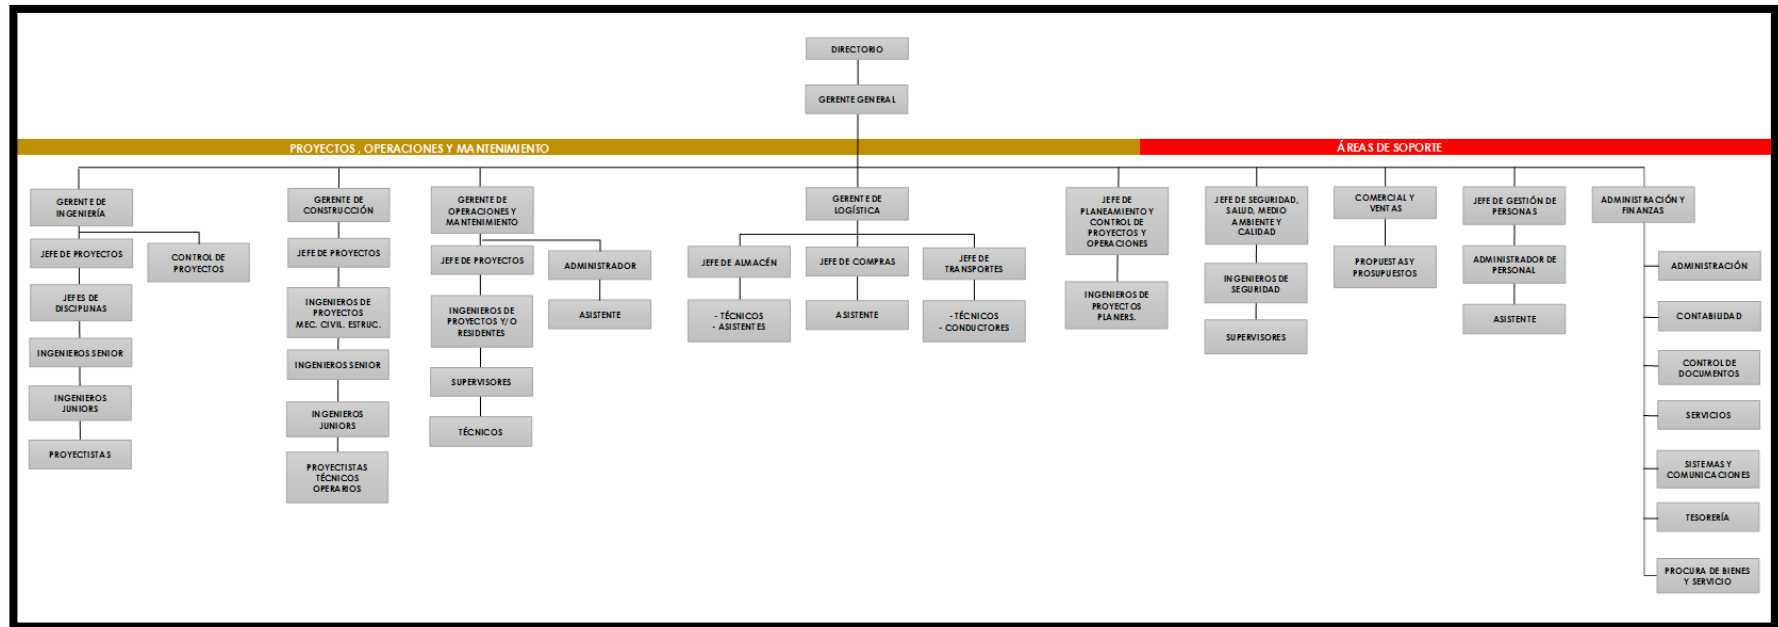 DIRECTORIO
GERENTE GENERAL
PROYECTOS , OPERACIONES Y MANTENIMIENTO
ÁREAS DE SOPORTE
GERENTE DE
INGENIERÍA
JEFE DE PROYECTOS
CONTROL DE
PROYECTOS
JEFES DE
DISCIPLINAS
INGENIEROS SENIOR
INGENIEROS
JUNIORS
PROYECTISTAS
GERENTE DE
CONSTRUCCIÓN
JEFE DE PROYECTOS
INGENIEROS DE
PROYECTOS
MEC. CIVIL. ESTRUC.
INGENIEROS SENIOR
INGENIEROS
JUNIORS
PROYECTISTAS
TÉCNICOS
OPERARIOS
GERENTE DE
OPERACIONES Y
MANTENIMIENTO
JEFE DE PROYECTOS
ADMINISTRADOR
INGENIEROS DE
PROYECTOS Y/O
RESIDENTES
ASISTENTE
SUPERVISORES
TÉCNICOS
GERENTE DE
LOGÍSTICA
JEFE DE ALMACÉN
JEFE DE COMPRAS
JEFE DE
TRANSPORTES
- TÉCNICOS
- ASISTENTES
ASISTENTE
- TÉCNICOS
- CONDUCTORES
JEFE DE
PLANEAMIENTO Y
CONTROL DE
PROYECTOS Y
OPERACIONES
INGENIEROS DE
PROYECTOS
PLANERS.
JEFE DE SEGURIDAD,
SALUD, MEDIO
AMBIENTE Y
CALIDAD
INGENIEROS DE
SEGURIDAD
SUPERVISORES
COMERCIAL Y
VENTAS
PROPUESTAS Y
PROSUPUESTOS
JEFE DE GESTIÓN DE
PERSONAS
ADMINISTRADOR DE
PERSONAL
ASISTENTE
ADMINISTRACIÓN Y
FINANZAS
ADMINISTRACIÓN
CONTABILIDAD
CONTROL DE
DOCUMENTOS
SERVICIOS
SISTEMAS Y
COMUNICACIONES
TESORERÍA
PROCURA DE BIENES
Y SERVICIO